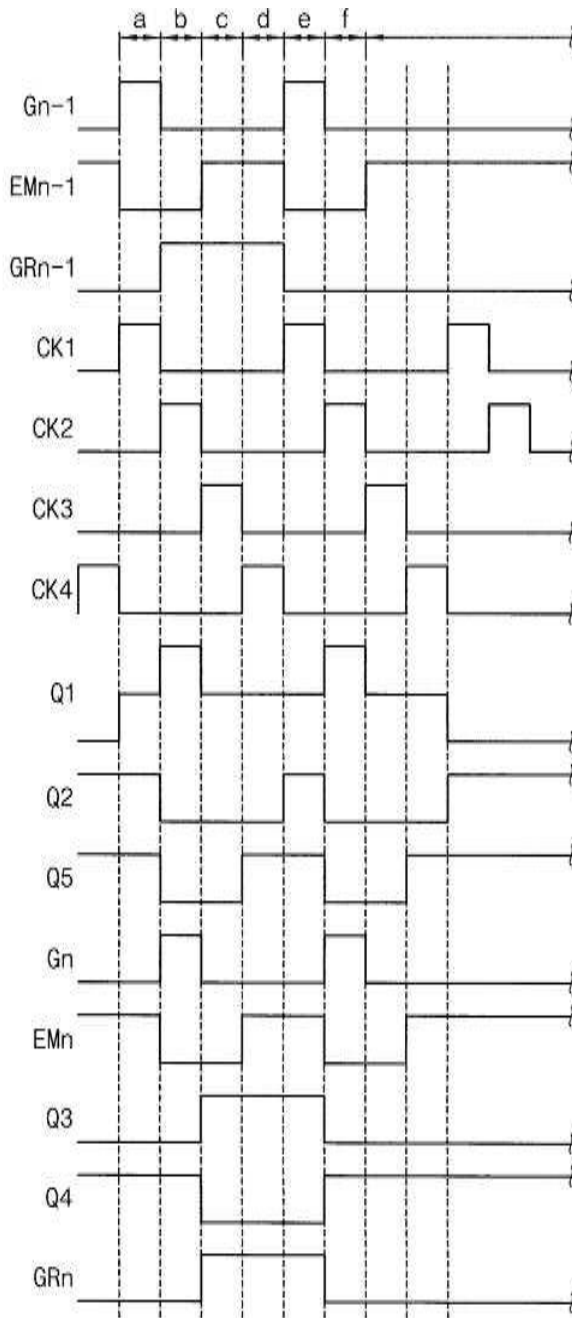 a b c d e f
Gn-1
EMn-1
GRn-1
CK1
CK2
CK3
CK4
Q1
Q2
Q5
Gn
EMn
Q3
Q4
GRn